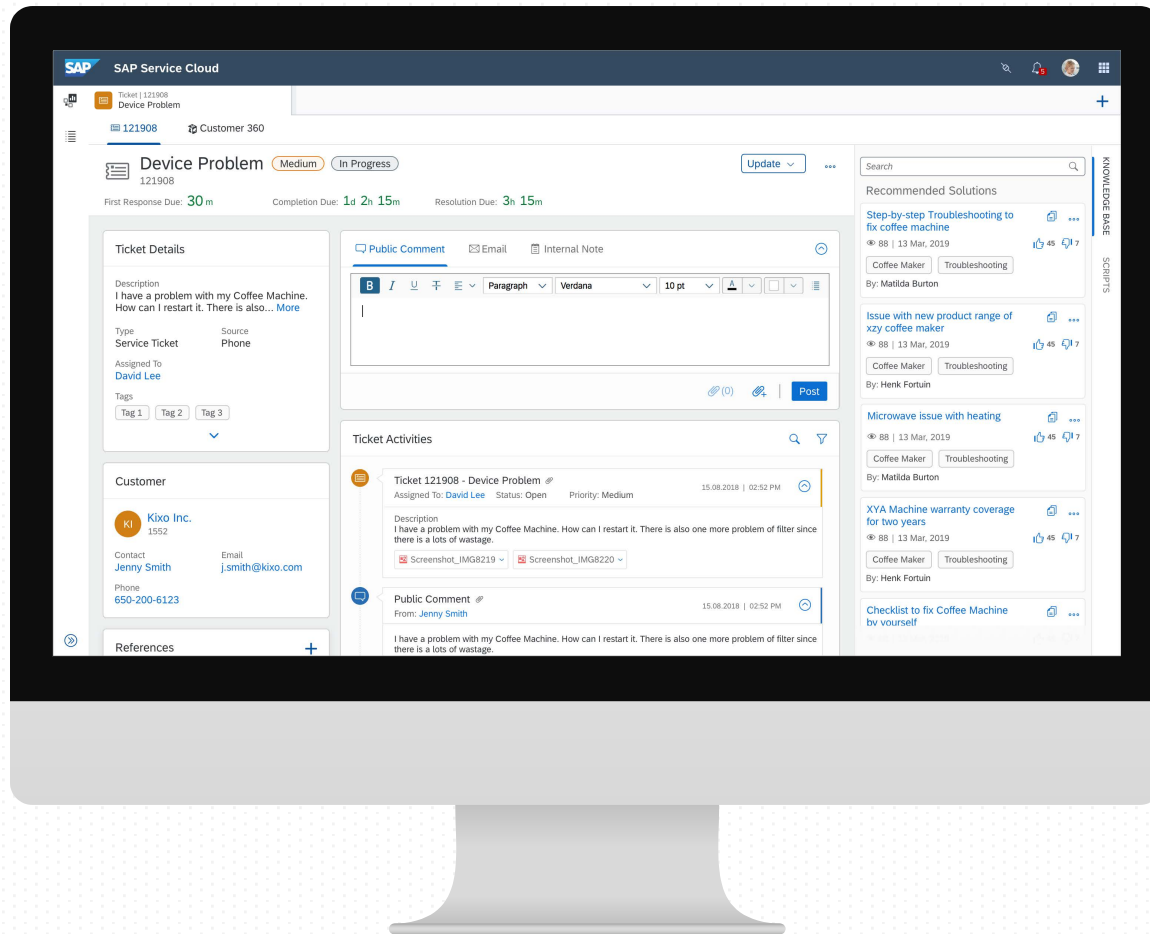 SAP
SAP Service Cloud
5
Ticket | 121908
Device Problem
121908
Customer 360
Device Problem
Medium
In Progress
121908
Update
First Response Due: 30 m
Completion Due: 1d 2h 15m
Resolution Due: 3h 15m
Ticket Details
Description
I have a problem with my Coffee Machine.
How can I restart it. There is also... More
Type
Source
Service Ticket
Phone
Assigned To
David Lee
Tags
Tag 1
Tag 2
Tag 3
Customer
KI
Kixo Inc.
1552
Contact
Email
Jenny Smith
j.smith@kixo.com
Phone
650-200-6123
References
Public Comment
Email
Internal Note
B I U T
Paragraph
Verdana
10 pt
A
(0)
Post
Ticket Activities
Ticket 121908 - Device Problem
Assigned To: David Lee Status: Open Priority: Medium
15.08.2018 | 02:52 PM
Description
I have a problem with my Coffee Machine. How can I restart it. There is also one more problem of filter since
there is a lots of wastage.
Screenshot_IMG8219
Screenshot_IMG8220
Public Comment
From: Jenny Smith
15.08.2018 | 02:52 PM
I have a problem with my Coffee Machine. How can I restart it. There is also one more problem of filter since
there is a lots of wastage.
Search
Recommended Solutions
Step-by-step Troubleshooting to
fix coffee machine
88 | 13 Mar, 2019
45
7
Coffee Maker
Troubleshooting
By: Matilda Burton
Issue with new product range of
xzy coffee maker
88 | 13 Mar, 2019
45
7
Coffee Maker
Troubleshooting
By: Henk Fortuin
Microwave issue with heating
88 | 13 Mar, 2019
45
7
Coffee Maker
Troubleshooting
By: Matilda Burton
XYA Machine warranty coverage
for two years
88 | 13 Mar, 2019
45
7
Coffee Maker
Troubleshooting
By: Henk Fortuin
Checklist to fix Coffee Machine
by yourself
KNOWLEDGE BASE
SCRIPTS